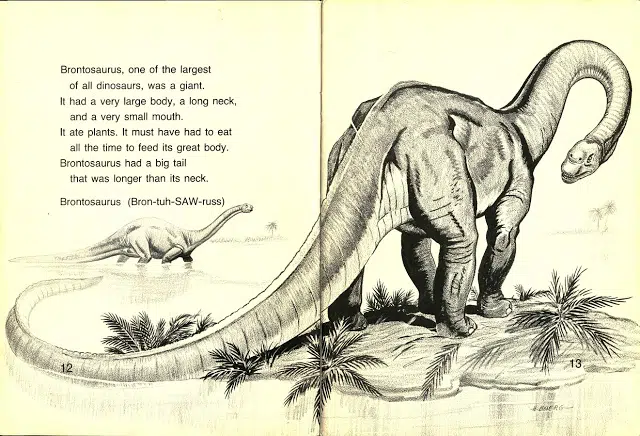 Brontosaurus, one of the largest
of all dinosaurs, was a giant.
It had a very large body, a long neck,
and a very small mouth.
It ate plants. It must have had to eat
all the time to feed its great body.
Brontosaurus had a big tail
that was longer than its neck.
Brontosaurus (Bron-tuh-SAW-russ)
12
13